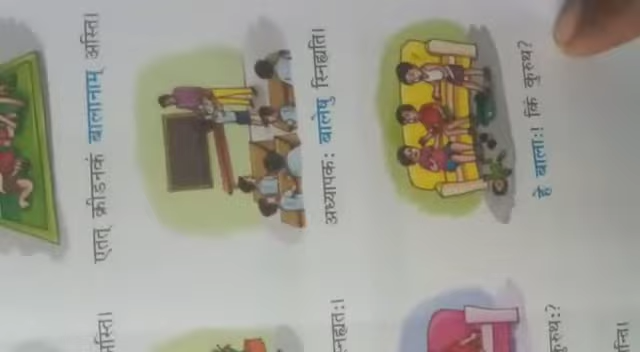 एतत् क्रीडनकं बालानाम् अस्ति।
अध्यापकः बालेषु स्निह्यति।
हे बालाः! किं कुरुथ?